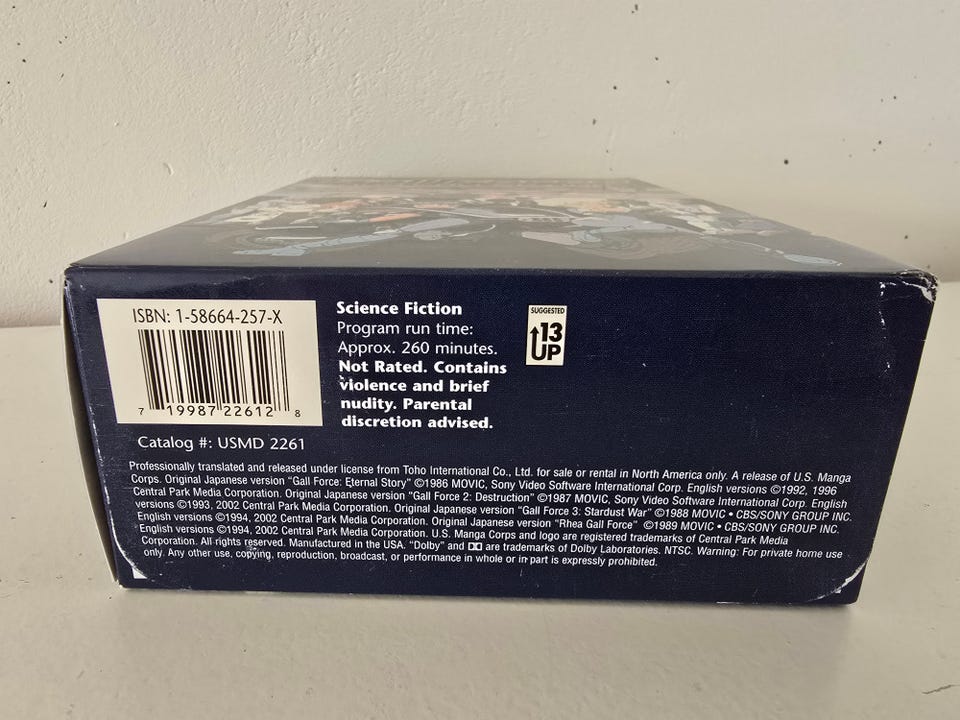 ISBN: 1-58664-257-X
7 19987 22612 8
Catalog #: USMD 2261
Science Fiction
Program run time:
Approx. 260 minutes.
Not Rated. Contains
violence and brief
nudity. Parental
discretion advised.
SUGGESTED
13
UP
Professionally translated and released under license from Toho International Co., Ltd. for sale or rental in North America only. A release of U.S. Manga
Corps. Original Japanese version "Gall Force: Eternal Story" ©1986 MOVIC, Sony Video Software International Corp. English versions ©1992, 1996
Central Park Media Corporation. Original Japanese version "Gall Force 2: Destruction" ©1987 MOVIC, Sony Video Software International Corp. English
versions ©1993, 2002 Central Park Media Corporation. Original Japanese version "Gall Force 3: Stardust War" ©1988 MOVIC • CBS/SONY GROUP INC.
English versions ©1994, 2002 Central Park Media Corporation. Original Japanese version "Rhea Gall Force" ©1989 MOVIC • CBS/SONY GROUP INC.
English versions ©1994, 2002 Central Park Media Corporation. U.S. Manga Corps and logo are registered trademarks of Central Park Media
Corporation. All rights reserved. Manufactured in the USA. "Dolby" and are trademarks of Dolby Laboratories. NTSC. Warning: For private home use
only. Any other use, copying, reproduction, broadcast, or performance in whole or in part is expressly prohibited.